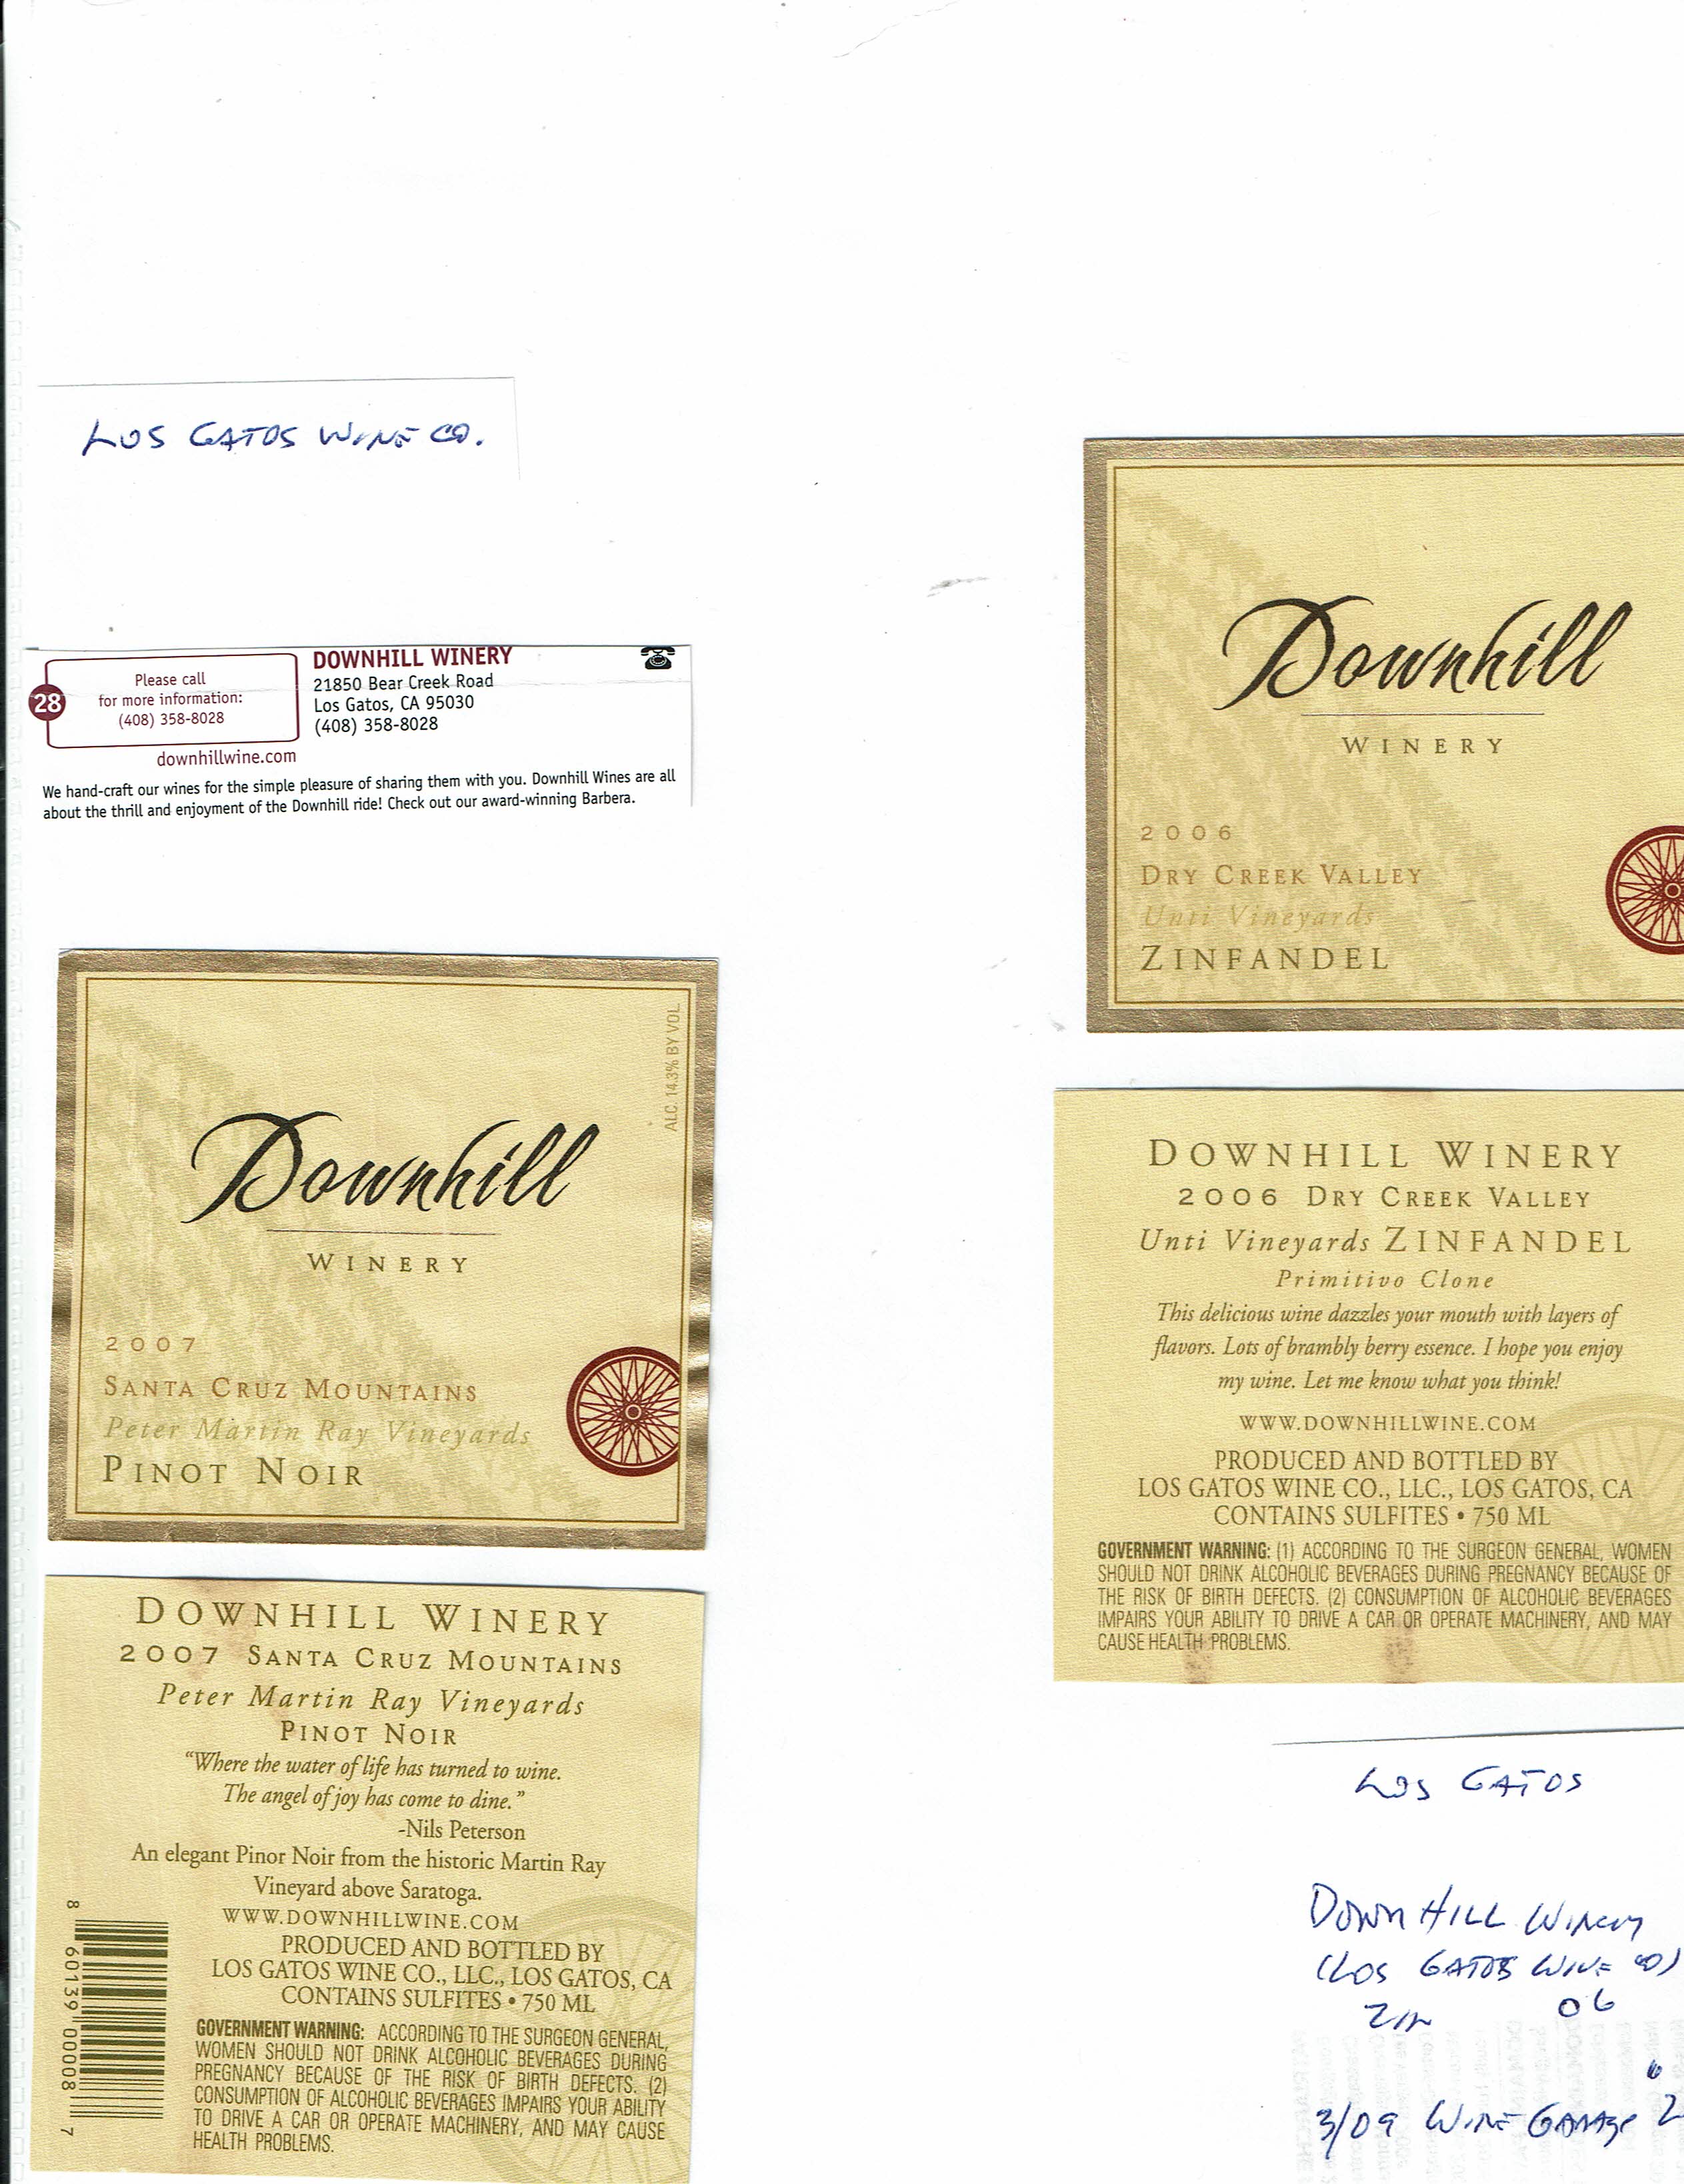 LOS GATOS WINE CO.
28
Please call
for more information:
(408) 358-8028
downhillwine.com
DOWNHILL WINERY
21850 Bear Creek Road
Los Gatos, CA 95030
(408) 358-8028
We hand-craft our wines for the simple pleasure of sharing them with you. Downhill Wines are all
about the thrill and enjoyment of the Downhill ride! Check out our award-winning Barbera.
Downhill
WINERY
ALC 14.3% BY VOL
2007
SANTA CRUZ MOUNTAINS
Peter Martin Ray Vineyards
PINOT NOIR
DOWNHILL WINERY
2007 SANTA CRUZ MOUNTAINS
Peter Martin Ray Vineyards
PINOT NOIR
“Where the water of life has turned to wine.
The angel of joy has come to dine.”
-Nils Peterson
An elegant Pinor Noir from the historic Martin Ray
Vineyard above Saratoga.
WWW.DOWNHILLWINE.COM
PRODUCED AND BOTTLED BY
LOS GATOS WINE CO., LLC., LOS GATOS, CA
CONTAINS SULFITES • 750 ML
GOVERNMENT WARNING: ACCORDING TO THE SURGEON GENERAL,
WOMEN SHOULD NOT DRINK ALCOHOLIC BEVERAGES DURING
PREGNANCY BECAUSE OF THE RISK OF BIRTH DEFECTS. (2)
CONSUMPTION OF ALCOHOLIC BEVERAGES IMPAIRS YOUR ABILITY
TO DRIVE A CAR OR OPERATE MACHINERY, AND MAY CAUSE
HEALTH PROBLEMS.
8 60139 00008 7
Downhill
WINERY
2006
DRY CREEK VALLEY
Unti Vineyards
ZINFANDEL
DOWNHILL WINERY
2006 DRY CREEK VALLEY
Unti Vineyards ZINFANDEL
Primitivo Clone
This delicious wine dazzles your mouth with layers of
flavors. Lots of brambly berry essence. I hope you enjoy
my wine. Let me know what you think!
WWW.DOWNHILLWINE.COM
PRODUCED AND BOTTLED BY
LOS GATOS WINE CO., LLC., LOS GATOS, CA
CONTAINS SULFITES • 750 ML
GOVERNMENT WARNING: (1) ACCORDING TO THE SURGEON GENERAL, WOMEN
SHOULD NOT DRINK ALCOHOLIC BEVERAGES DURING PREGNANCY BECAUSE OF
THE RISK OF BIRTH DEFECTS. (2) CONSUMPTION OF ALCOHOLIC BEVERAGES
IMPAIRS YOUR ABILITY TO DRIVE A CAR OR OPERATE MACHINERY, AND MAY
CAUSE HEALTH PROBLEMS.
LOS GATOS
DOWNHILL WINERY
(LOS GATOS WINE CO)
ZIN 06
3/09 WINE GARAGE